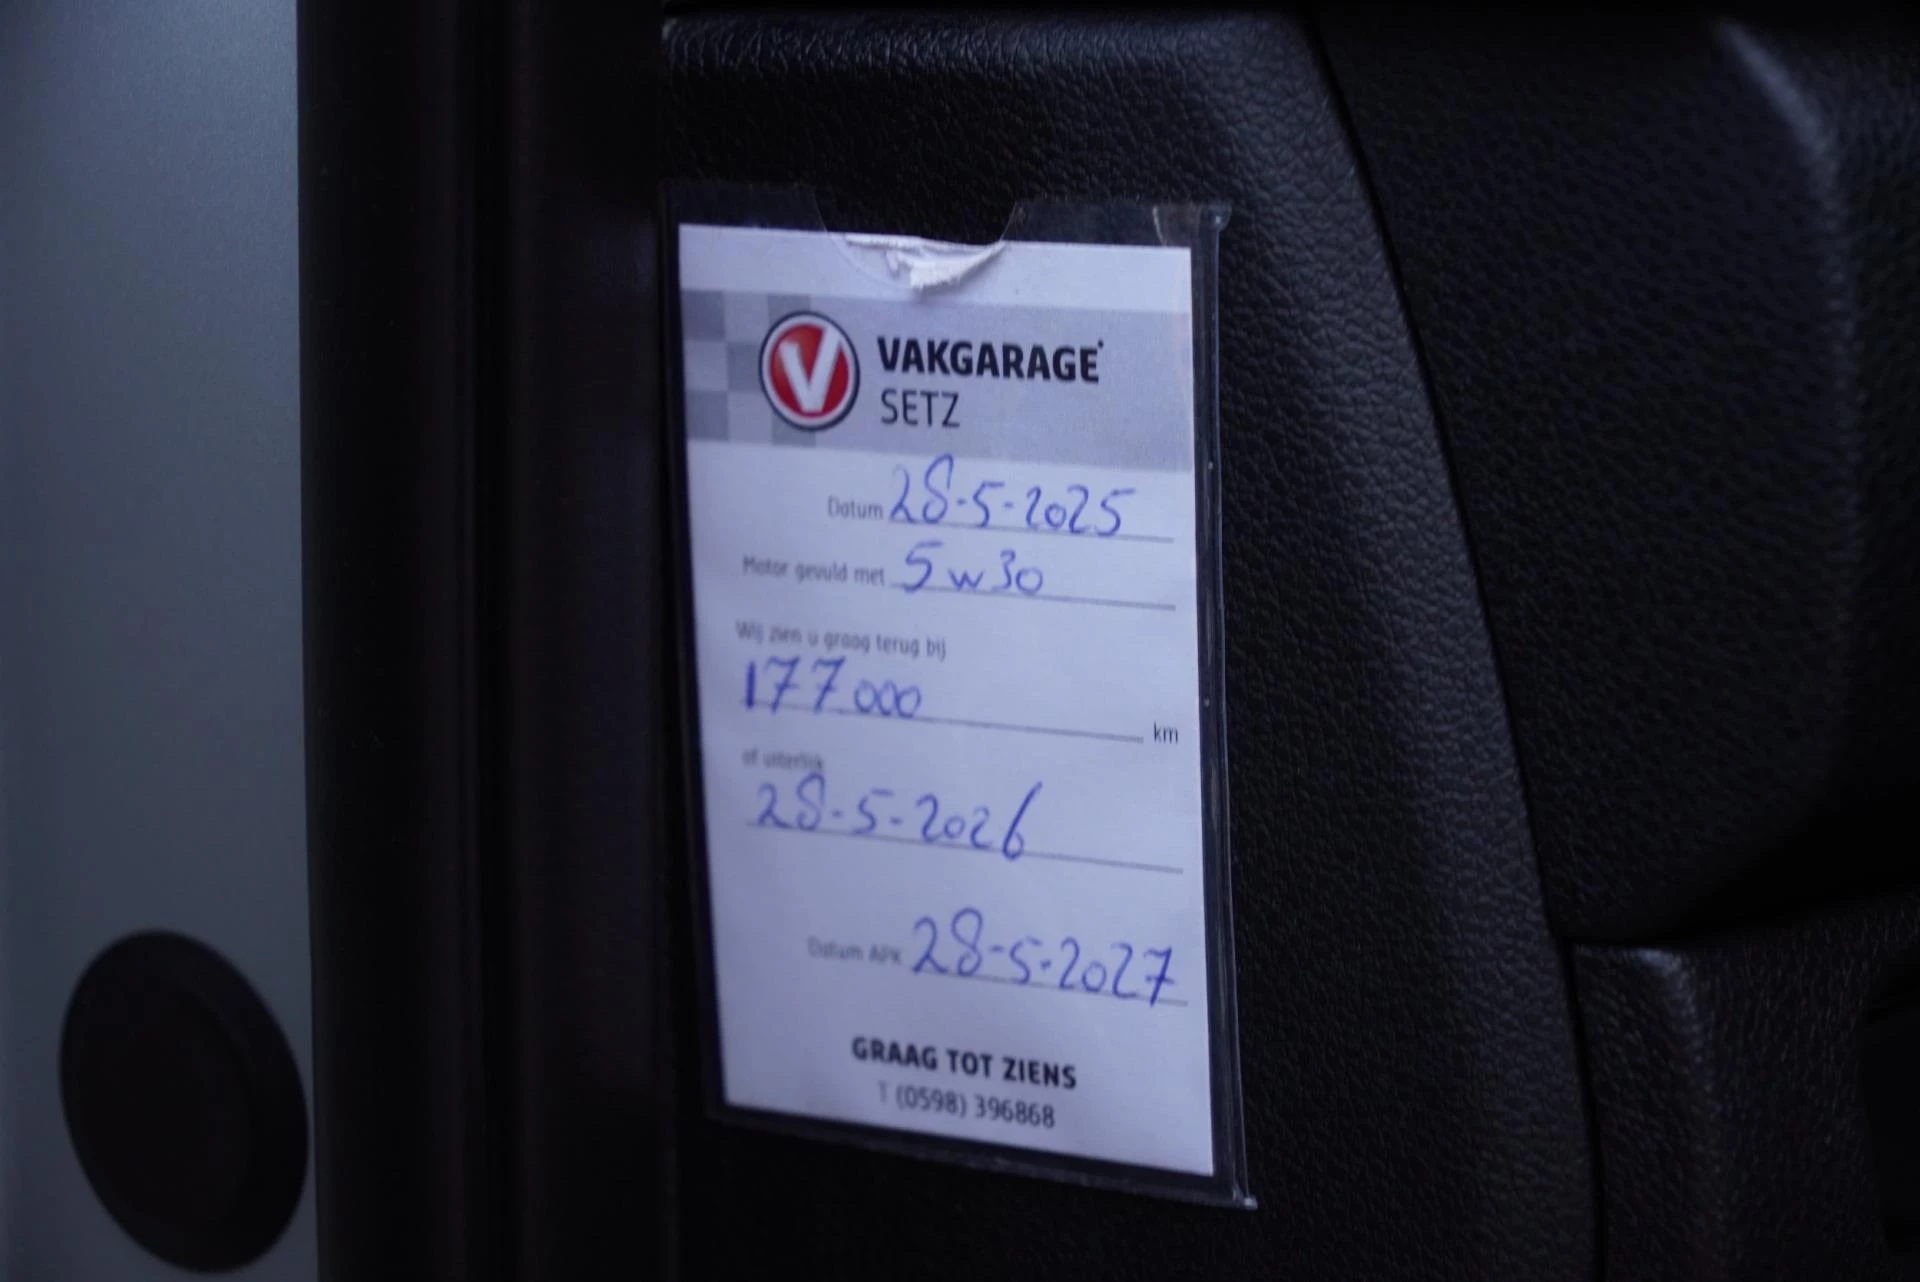 V VAKGARAGE
SETZ
Datum 28-5-2025
Motor gevuld met 5w30
Wij zien u graag terug bij
177000 km
of uiterlijk
28-5-2026
Datum APK 28-5-2027
GRAAG TOT ZIENS
T (0598) 396868